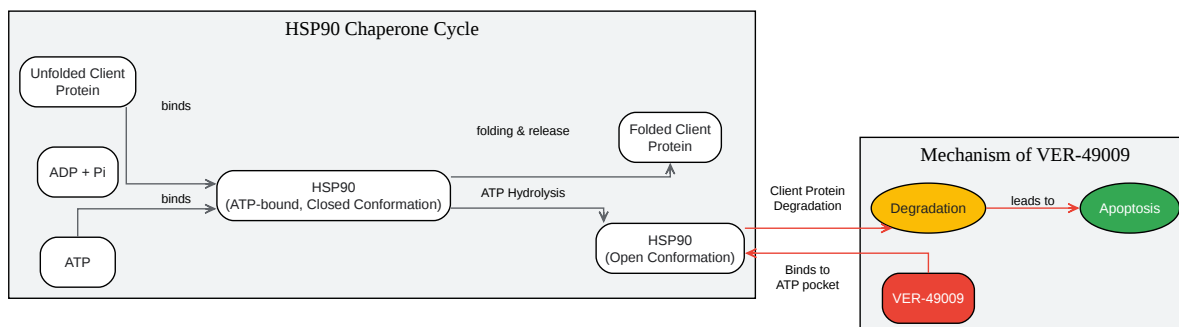 HSP90 Chaperone Cycle
Unfolded Client
Protein
binds
ADP + Pi
binds
ATP
HSP90
(ATP-bound, Closed Conformation)
folding & release
Folded Client
Protein
ATP Hydrolysis
HSP90
(Open Conformation)
Client Protein
Degradation
Binds to
ATP pocket
Mechanism of VER-49009
Degradation
leads to
Apoptosis
VER-49009